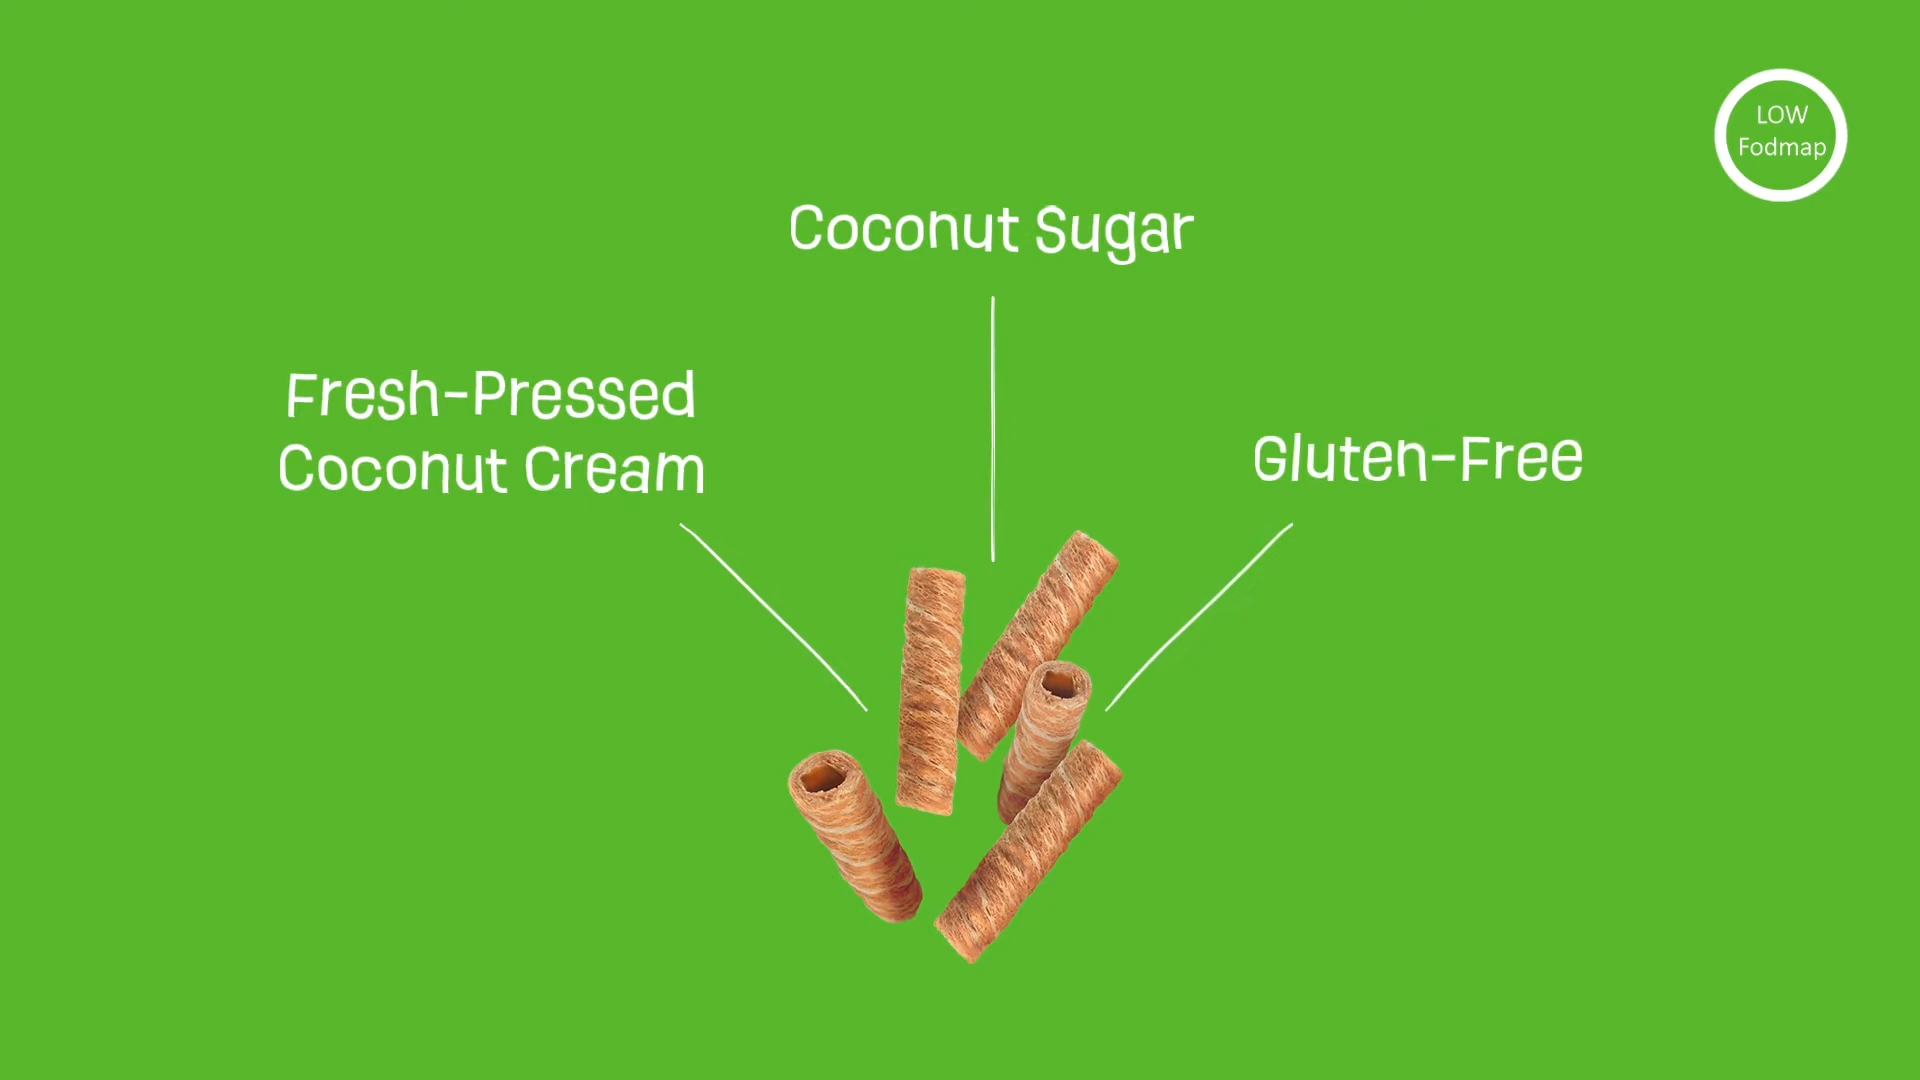 LOW
Fodmap
Coconut Sugar
Fresh-Pressed
Coconut Cream
Gluten-Free